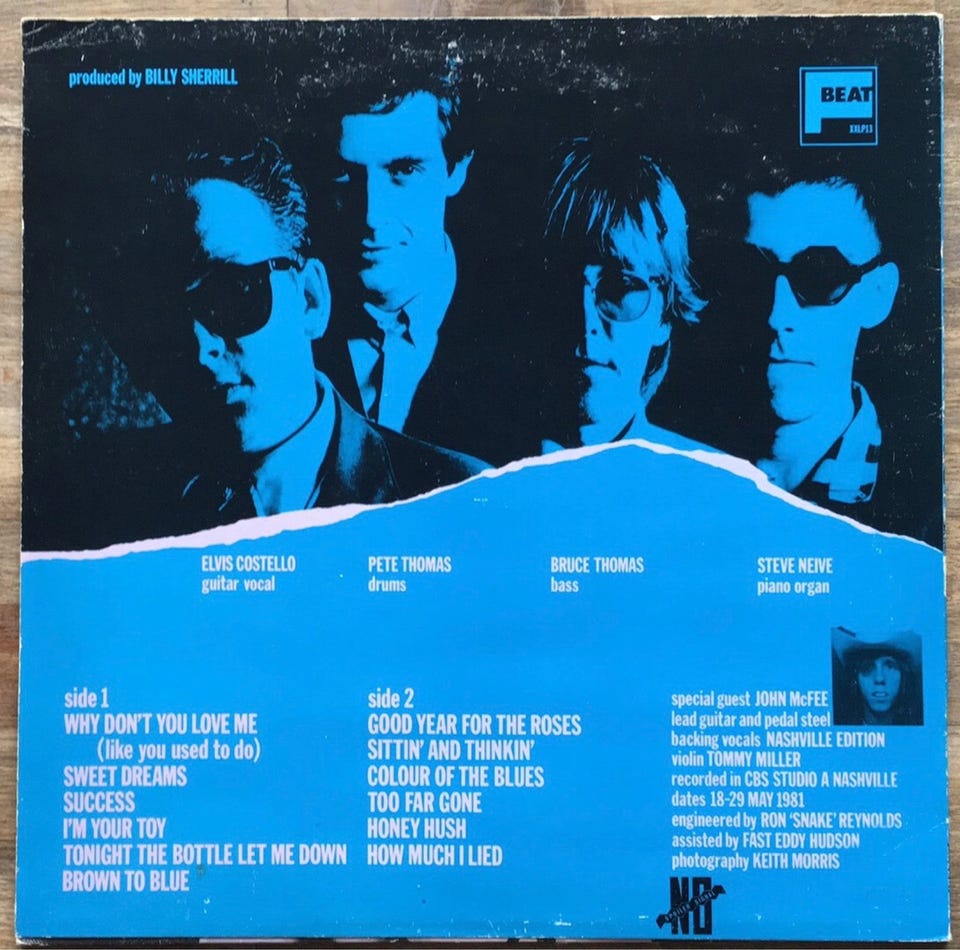 produced by BILLY SHERRILL
F BEAT
XXLP13
ELVIS COSTELLO
guitar vocal
PETE THOMAS
drums
BRUCE THOMAS
bass
STEVE NEIVE
piano organ
side 1
WHY DON'T YOU LOVE ME
(like you used to do)
SWEET DREAMS
SUCCESS
I'M YOUR TOY
TONIGHT THE BOTTLE LET ME DOWN
BROWN TO BLUE
side 2
GOOD YEAR FOR THE ROSES
SITTIN' AND THINKIN'
COLOUR OF THE BLUES
TOO FAR GONE
HONEY HUSH
HOW MUCH I LIED
special guest JOHN McFEE
lead guitar and pedal steel
backing vocals NASHVILLE EDITION
violin TOMMY MILLER
recorded in CBS STUDIO A NASHVILLE
dates 18-29 MAY 1981
engineered by RON 'SNAKE' REYNOLDS
assisted by FAST EDDY HUDSON
photography KEITH MORRIS
NO